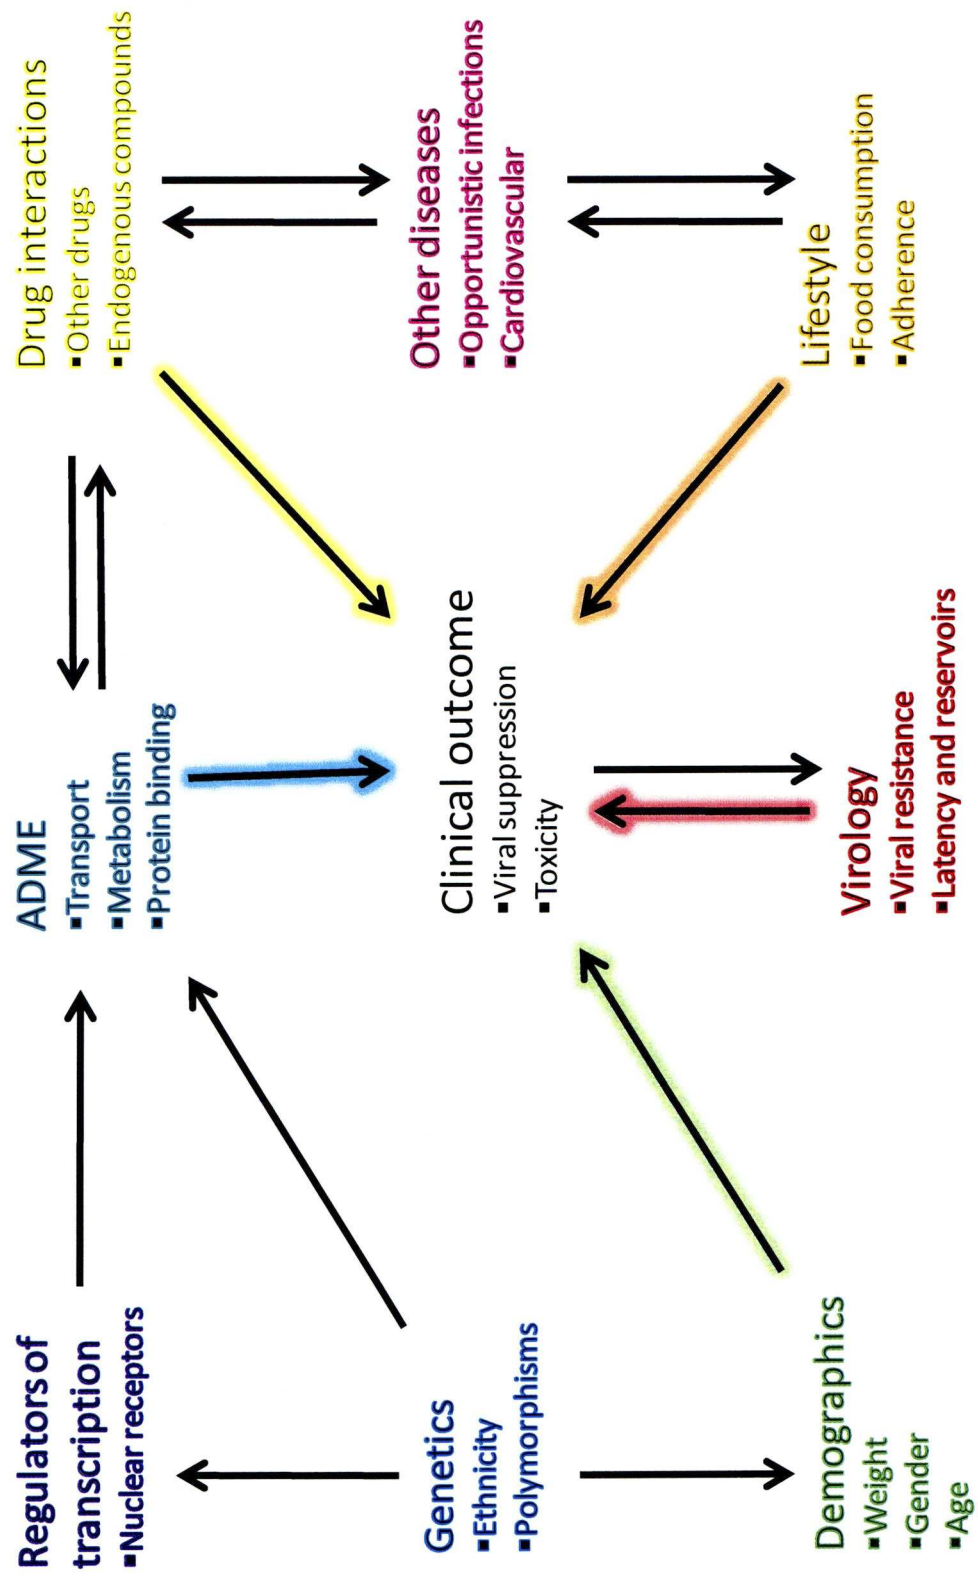 Regulators of
transcription
▪Nuclear receptors
ADME
▪Transport
▪Metabolism
▪Protein binding
Drug interactions
▪Other drugs
▪Endogenous compounds
Genetics
▪Ethnicity
▪Polymorphisms
Clinical outcome
▪Viral suppression
▪Toxicity
Other diseases
▪Opportunistic infections
▪Cardiovascular
Demographics
▪Weight
▪Gender
▪Age
Virology
▪Viral resistance
▪Latency and reservoirs
Lifestyle
▪Food consumption
▪Adherence